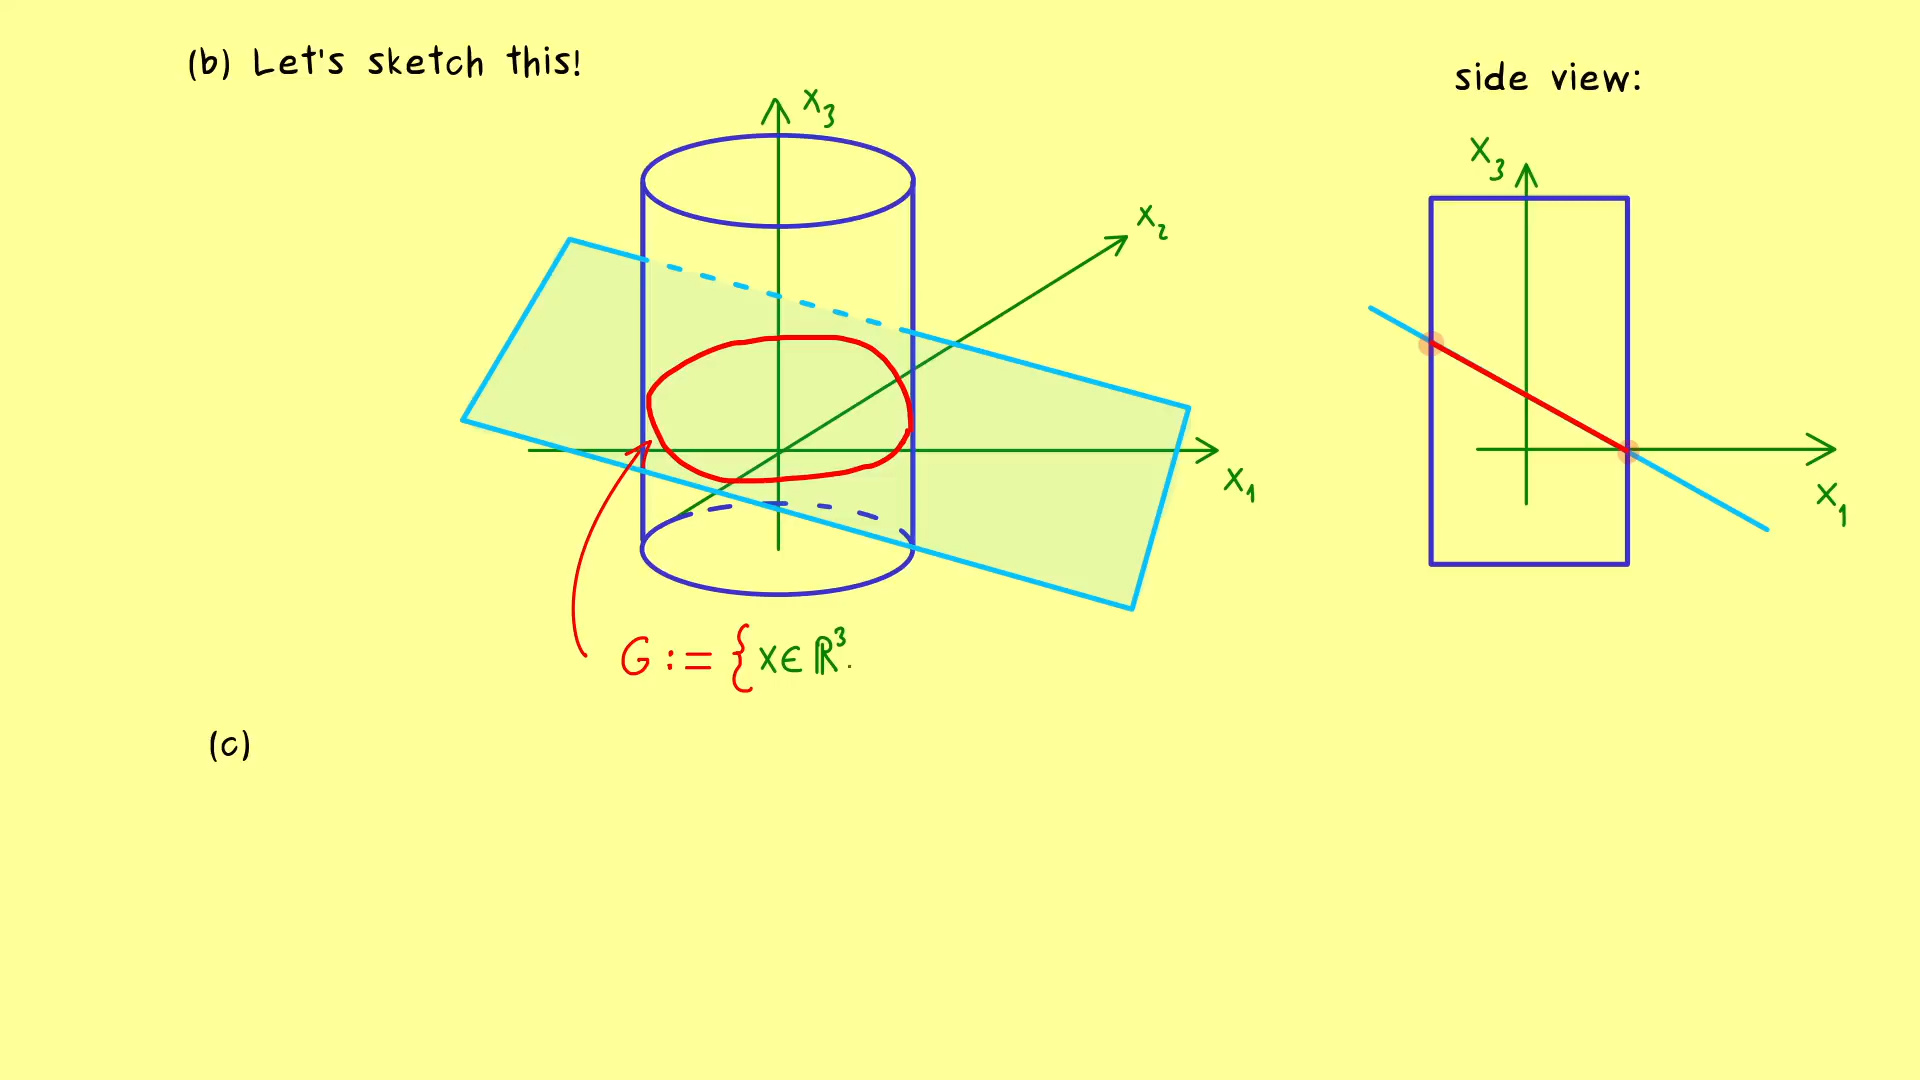 (b) Let's sketch this!
side view:
x₃
x₃
x₂
x₁
x₁
G := { x ∈ ℝ³
(c)